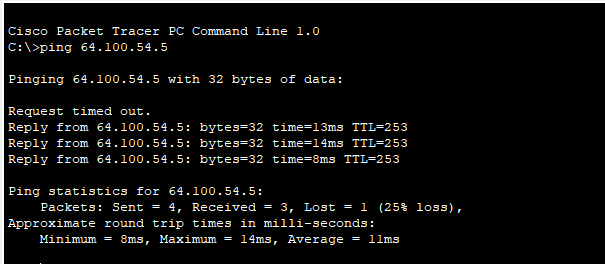 Cisco Packet Tracer PC Command Line 1.0
C:\>ping 64.100.54.5
Pinging 64.100.54.5 with 32 bytes of data:
Request timed out.
Reply from 64.100.54.5: bytes=32 time=13ms TTL=253
Reply from 64.100.54.5: bytes=32 time=14ms TTL=253
Reply from 64.100.54.5: bytes=32 time=8ms TTL=253
Ping statistics for 64.100.54.5:
Packets: Sent = 4, Received = 3, Lost = 1 (25% loss),
Approximate round trip times in milli-seconds:
Minimum = 8ms, Maximum = 14ms, Average = 11ms